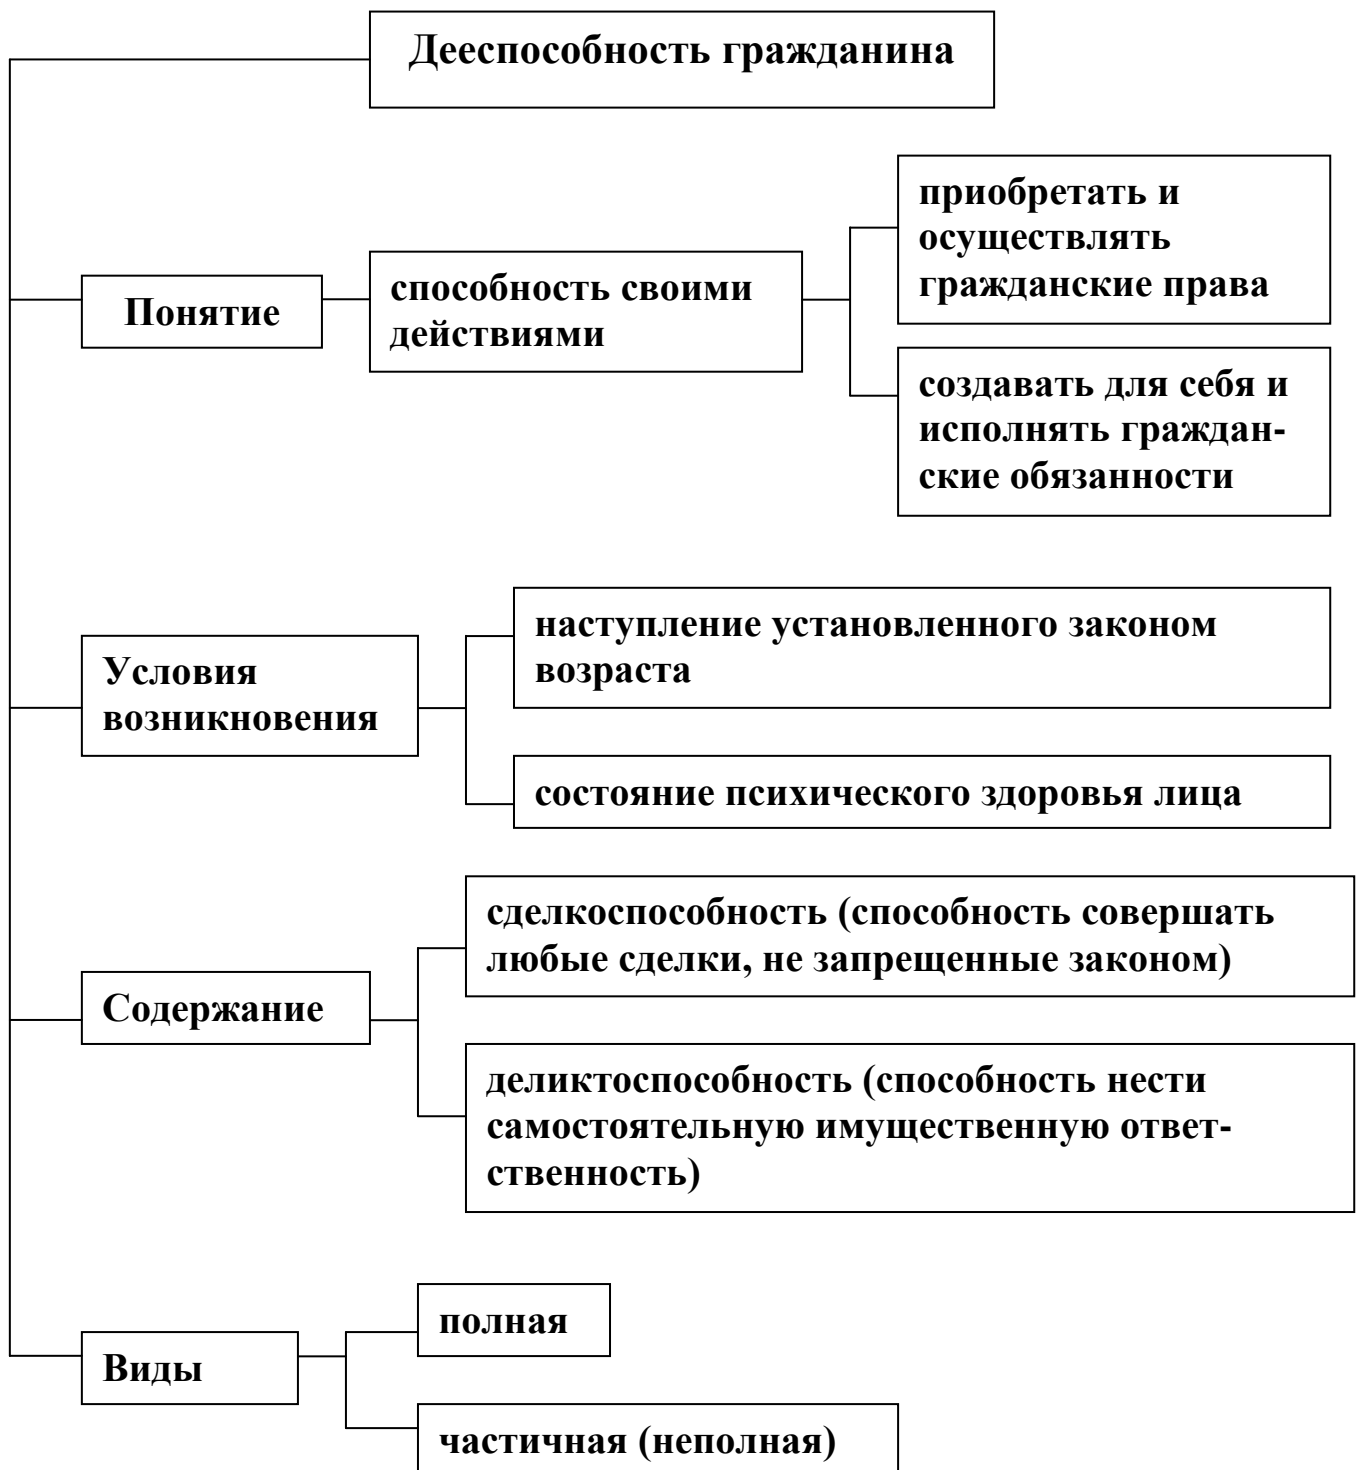 Дееспособность гражданина
приобретать и
осуществлять
гражданские права
Понятие
способность своими
действиями
создавать для себя и
исполнять граждан-
ские обязанности
Условия
возникновения
наступление установленного законом
возраста
состояние психического здоровья лица
Содержание
сделкоспособность (способность совершать
любые сделки, не запрещенные законом)
деликтоспособность (способность нести
самостоятельную имущественную ответ-
ственность)
Виды
полная
частичная (неполная)